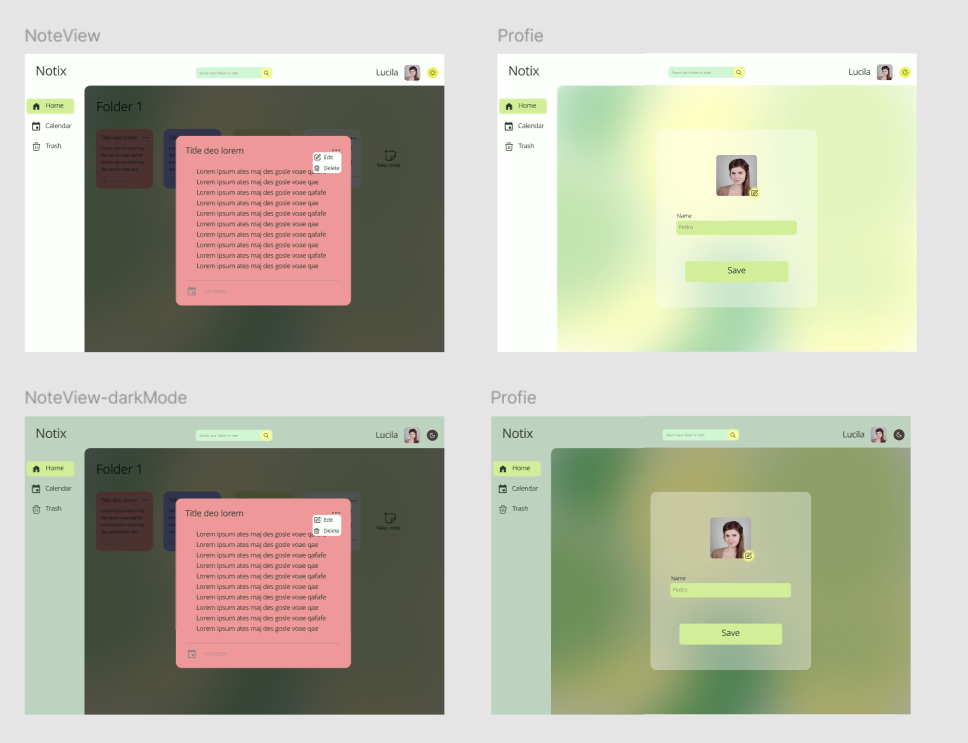 NoteView
Notix
Search your folder or note
Lucila
Home
Calendar
Trash
Folder 1
Title deo lorem
New note
Title deo lorem
Edit
Delete
Lorem ipsum ates maj des gosle voae qae
Lorem ipsum ates maj des gosle voae qae
Lorem ipsum ates maj des gosle voae qafafe
Lorem ipsum ates maj des gosle voae qae
Lorem ipsum ates maj des gosle voae qafafe
Lorem ipsum ates maj des gosle voae qae
Lorem ipsum ates maj des gosle voae qafafe
Lorem ipsum ates maj des gosle voae qae
Lorem ipsum ates maj des gosle voae qafafe
Lorem ipsum ates maj des gosle voae qae
Profie
Notix
Search your folder or note
Lucila
Home
Calendar
Trash
Name
Pedro
Save
NoteView-darkMode
Notix
Search your folder or note
Lucila
Home
Calendar
Trash
Folder 1
Title deo lorem
New note
Title deo lorem
Edit
Delete
Lorem ipsum ates maj des gosle voae
Lorem ipsum ates maj des gosle voae qae
Lorem ipsum ates maj des gosle voae qafafe
Lorem ipsum ates maj des gosle voae qae
Lorem ipsum ates maj des gosle voae qafafe
Lorem ipsum ates maj des gosle voae qae
Lorem ipsum ates maj des gosle voae qafafe
Lorem ipsum ates maj des gosle voae qae
Lorem ipsum ates maj des gosle voae qafafe
Lorem ipsum ates maj des gosle voae qae
Profie
Notix
Search your folder or note
Lucila
Home
Calendar
Trash
Name
Pedro
Save